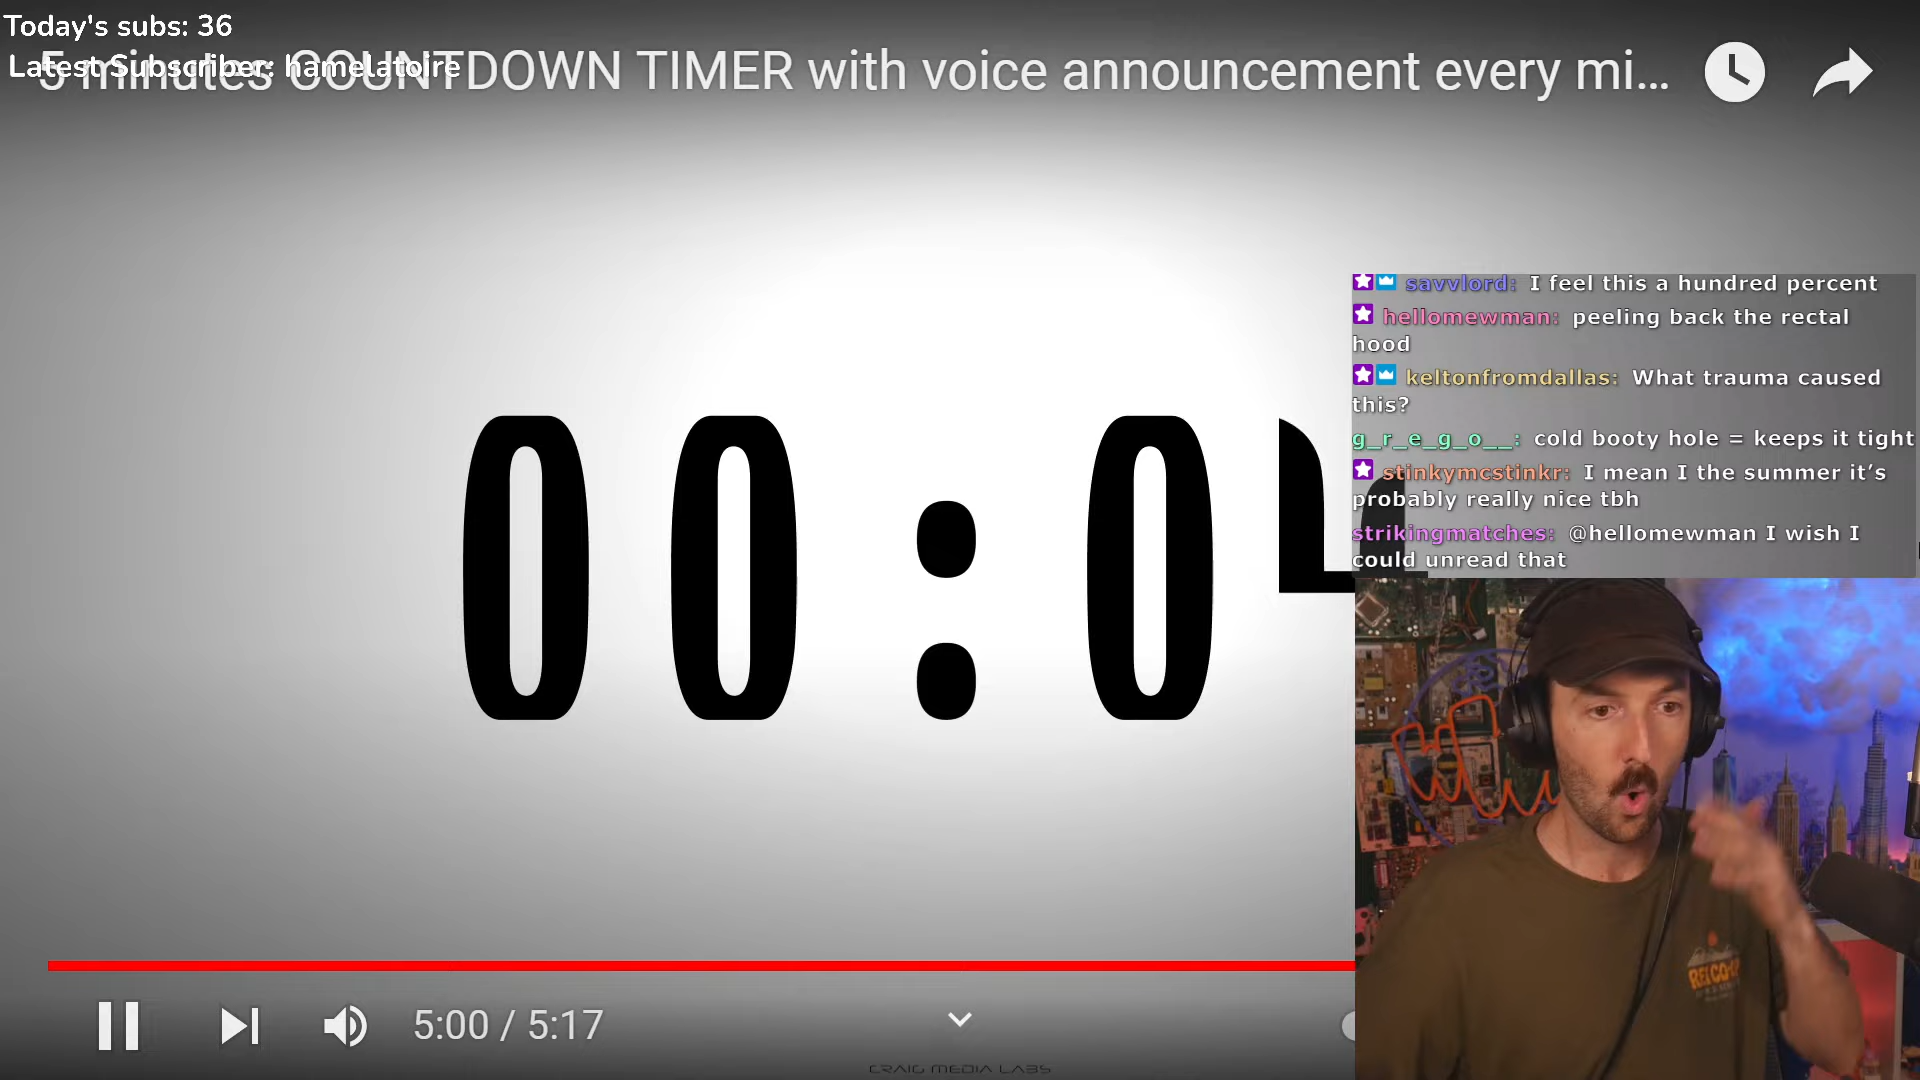 Today's subs: 36
Latest Subscriber: hamelatoire
5 minutes COUNTDOWN TIMER with voice announcement every mi...
savvlord: I feel this a hundred percent
hellomewman: peeling back the rectal
hood
keltonfromdallas: What trauma caused
this?
g_r_e_g_o__: cold booty hole = keeps it tight
stinkymcstinkr: I mean I the summer it’s
probably really nice tbh
strikingmatches: @hellomewman I wish I
could unread that
00:0
5:00 / 5:17
CRAIG MEDIA LABS